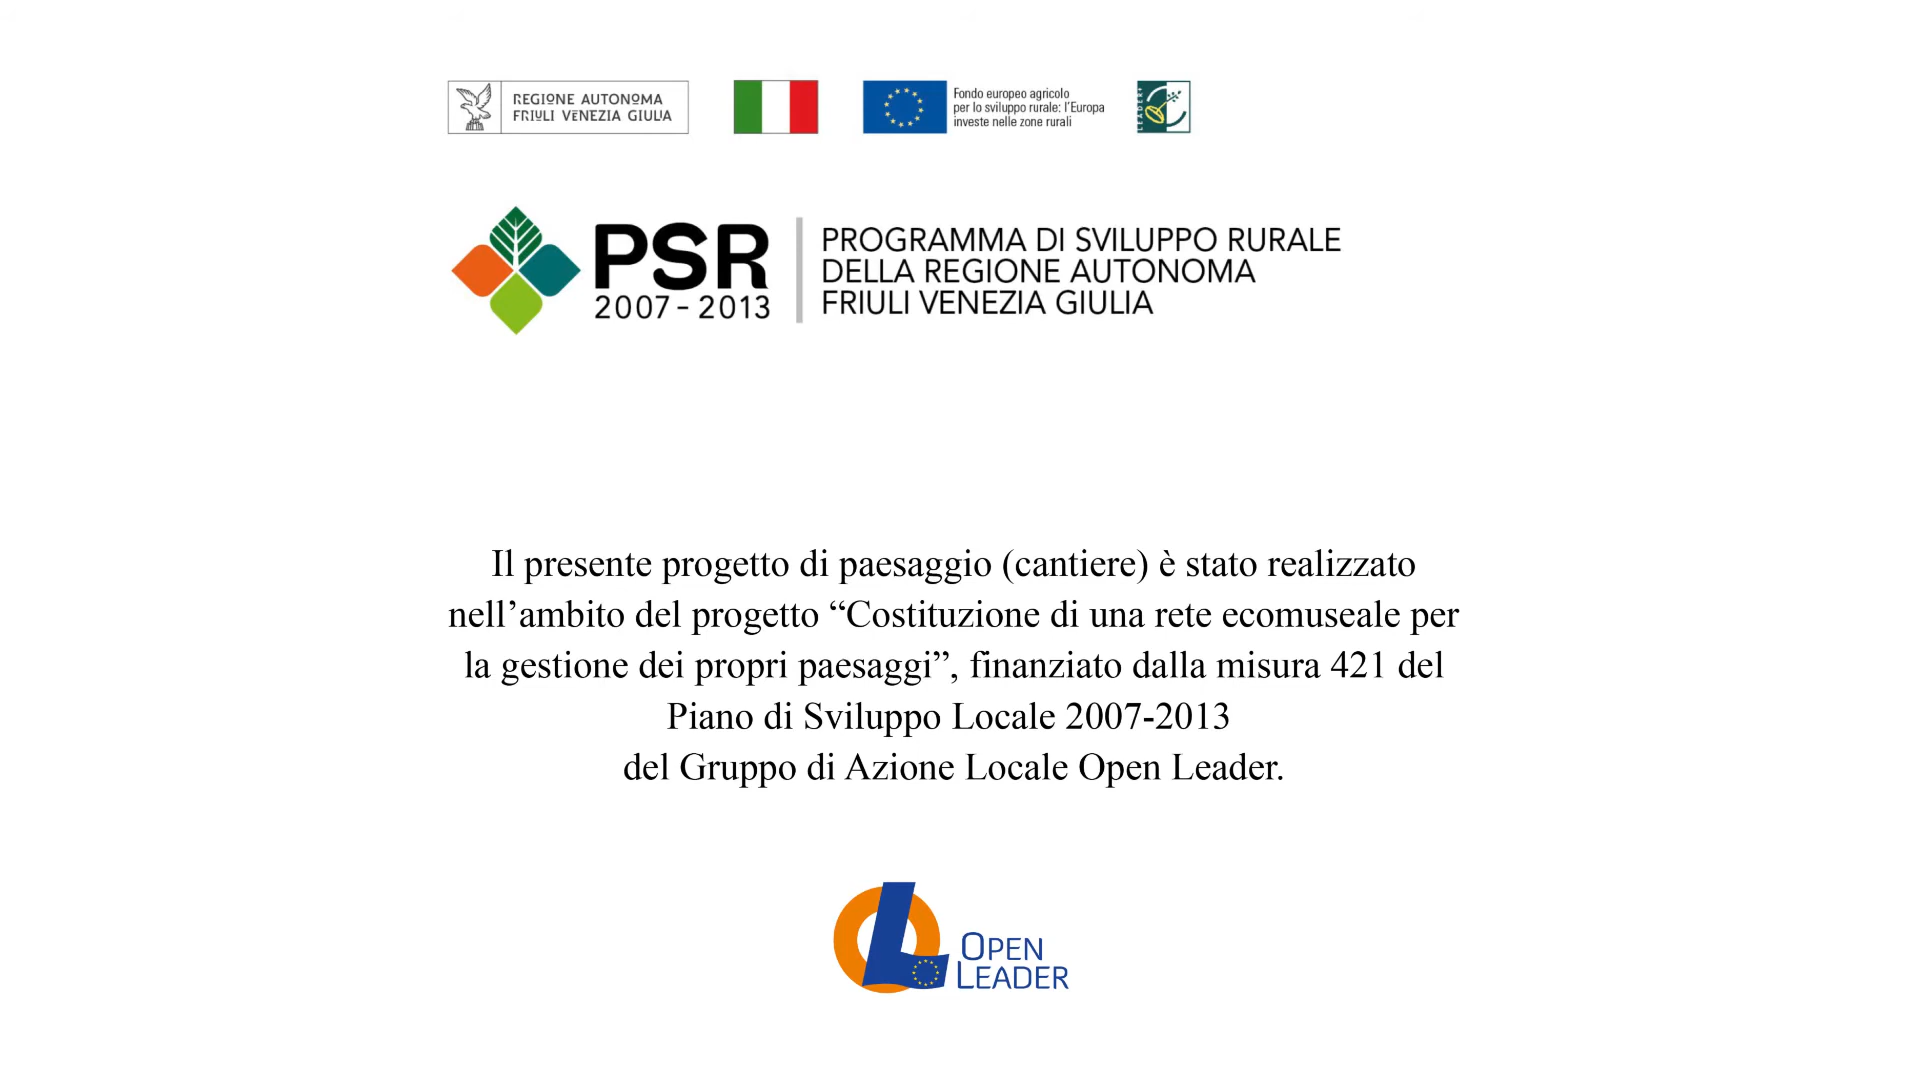 REGIONE AUTONOMA
FRIULI VENEZIA GIULIA
Fondo europeo agricolo
per lo sviluppo rurale: l'Europa
investe nelle zone rurali
LEADER+
PSR
2007 - 2013
PROGRAMMA DI SVILUPPO RURALE
DELLA REGIONE AUTONOMA
FRIULI VENEZIA GIULIA
Il presente progetto di paesaggio (cantiere) è stato realizzato
nell’ambito del progetto “Costituzione di una rete ecomuseale per
la gestione dei propri paesaggi”, finanziato dalla misura 421 del
Piano di Sviluppo Locale 2007-2013
del Gruppo di Azione Locale Open Leader.
OPEN
LEADER